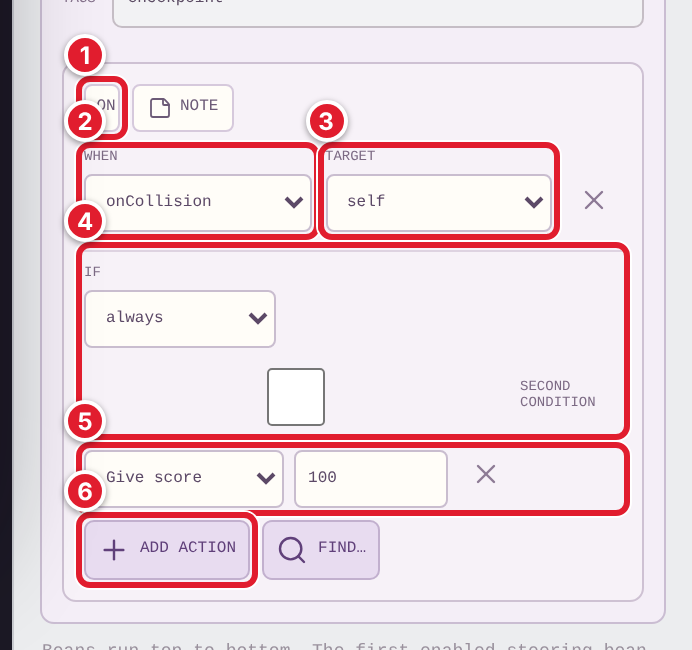 1
ON
NOTE
2
3
WHEN
TARGET
onCollision
self
4
IF
always
SECOND
CONDITION
5
Give score
100
6
ADD ACTION
FIND…